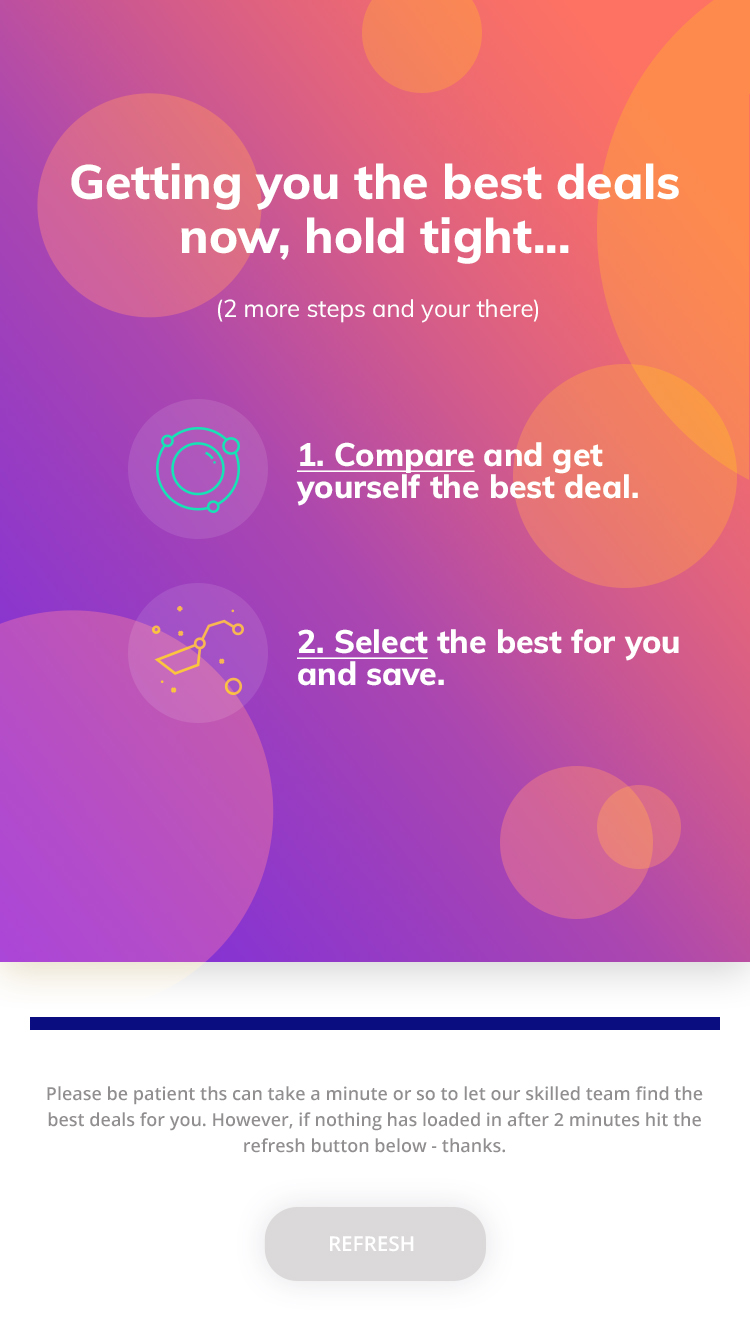 Getting you the best deals
now, hold tight...
(2 more steps and your there)
1. Compare and get
yourself the best deal.
2. Select the best for you
and save.
Please be patient ths can take a minute or so to let our skilled team find the
best deals for you. However, if nothing has loaded in after 2 minutes hit the
refresh button below - thanks.
REFRESH